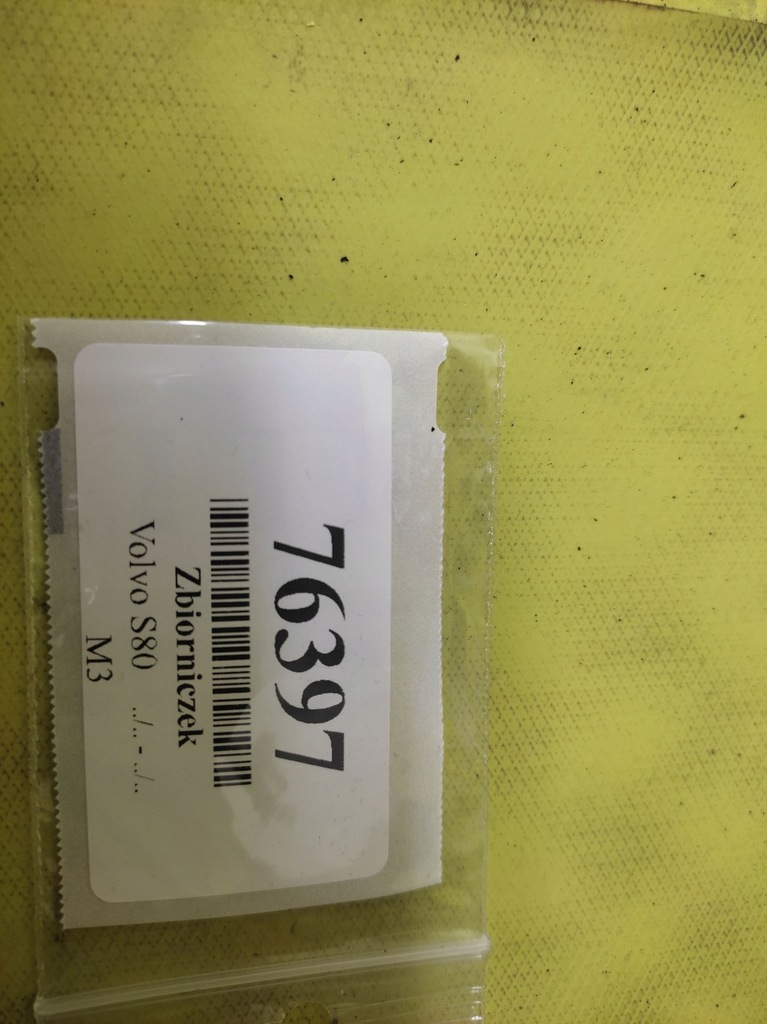 76397
Zbiorniczek
Volvo S80 ../.. - ../..
M3